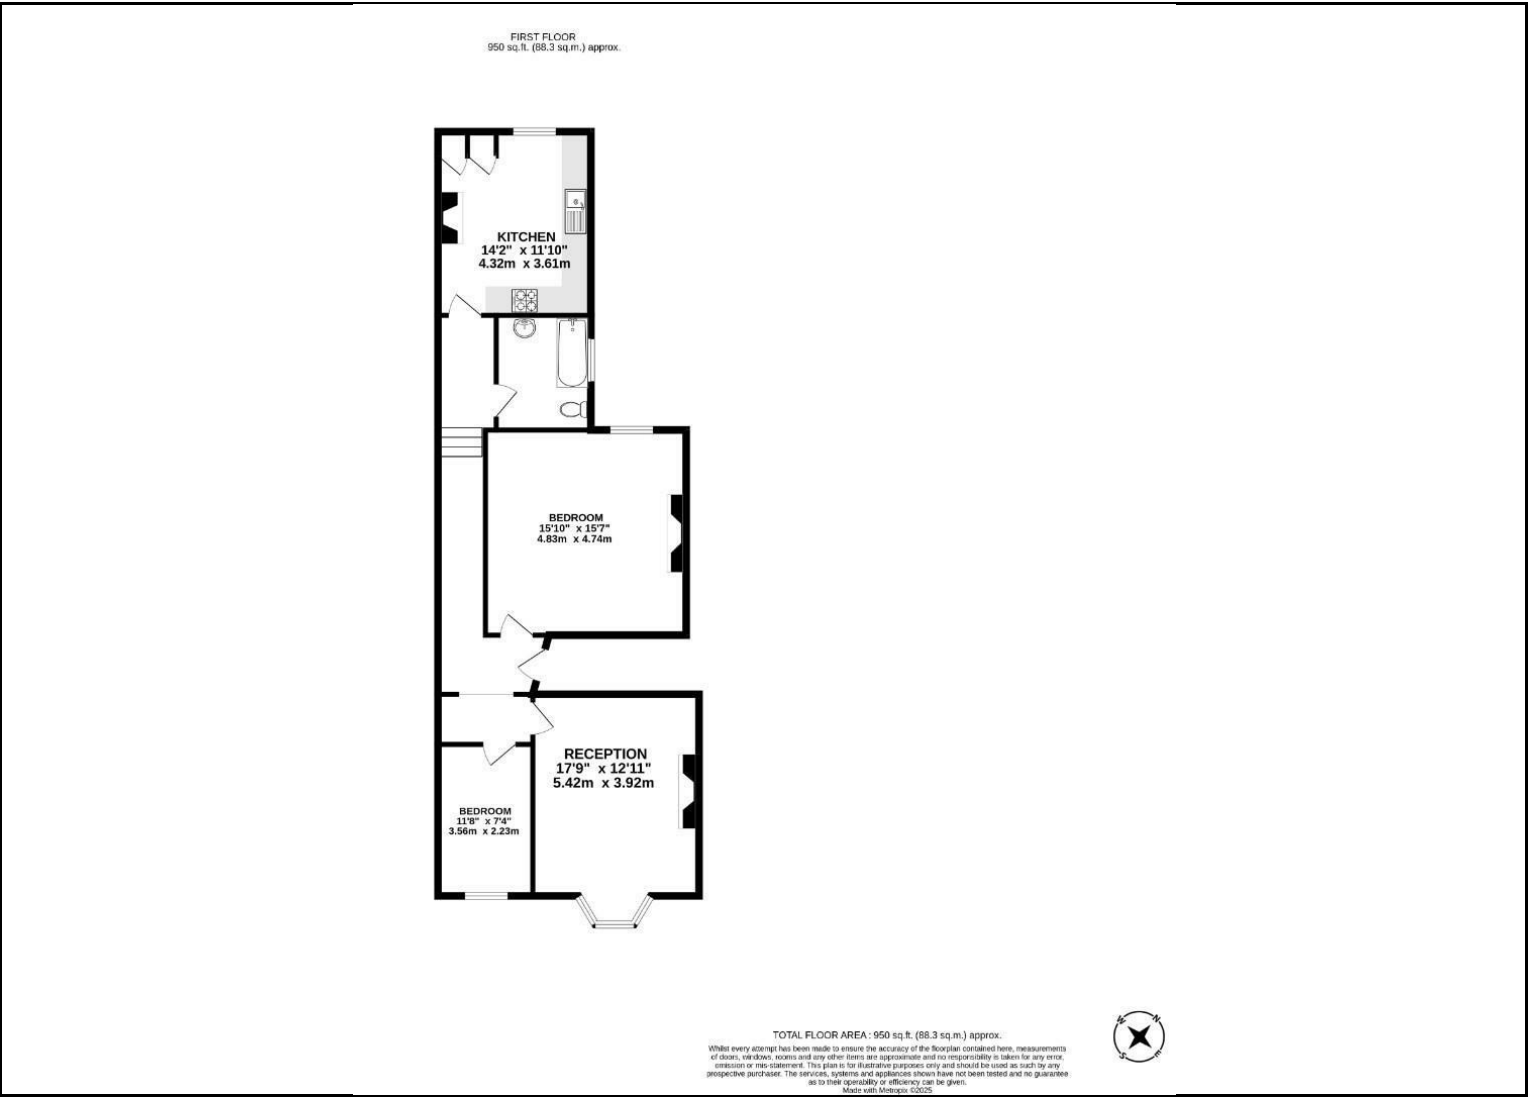 FIRST FLOOR
950 sq.ft. (88.3 sq.m.) approx.
KITCHEN
14'2" x 11'10"
4.32m x 3.61m
BEDROOM
15'10" x 15'7"
4.83m x 4.74m
RECEPTION
17'9" x 12'11"
5.42m x 3.92m
BEDROOM
11'8" x 7'4"
3.56m x 2.23m
TOTAL FLOOR AREA : 950 sq.ft. (88.3 sq.m.) approx.
Whilst every attempt has been made to ensure the accuracy of the floorplan contained here, measurements
of doors, windows, rooms and any other items are approximate and no responsibility is taken for any error,
omission or mis-statement. This plan is for illustrative purposes only and should be used as such by any
prospective purchaser. The services, systems and appliances shown have not been tested and no guarantee
as to their operability or efficiency can be given.
Made with Metropix ©2025
W N
S E